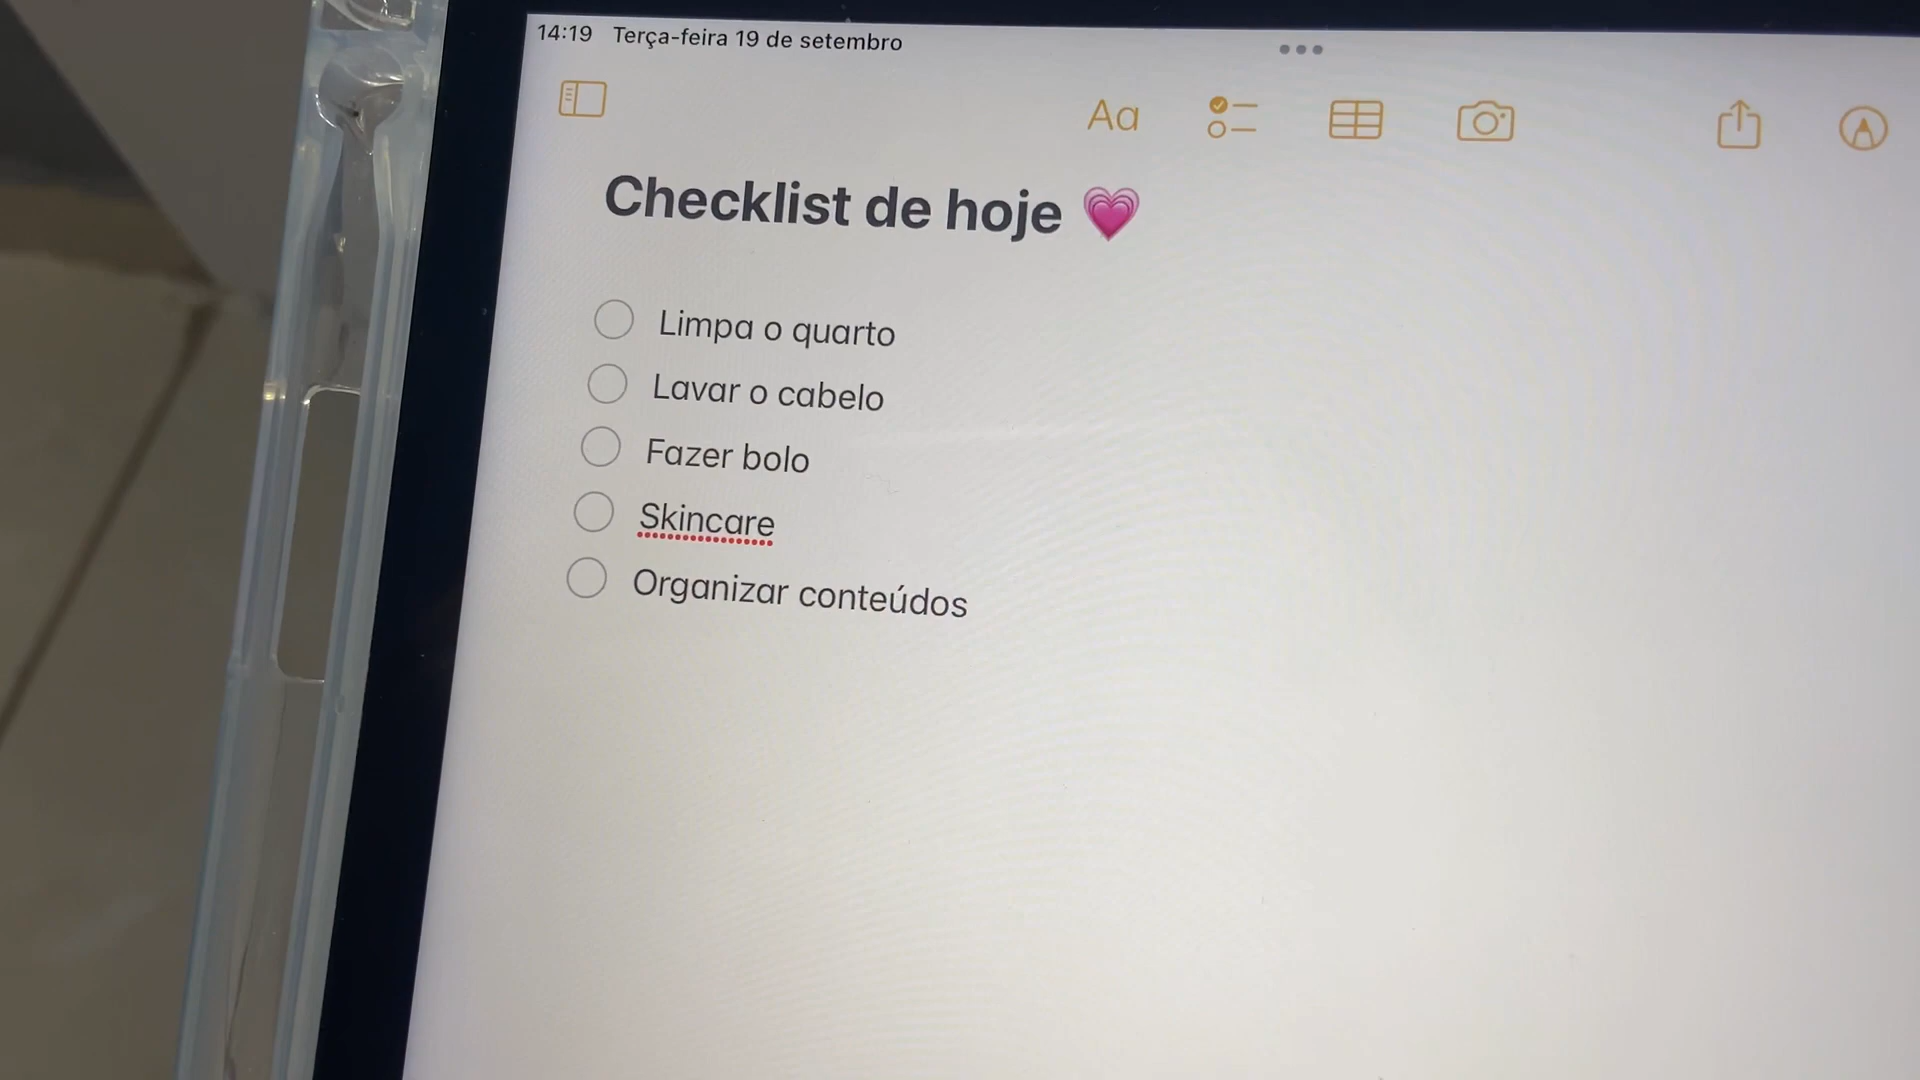 14:19 Terça-feira 19 de setembro
Aa
Checklist de hoje 💗
Limpa o quarto
Lavar o cabelo
Fazer bolo
Skincare
Organizar conteúdos